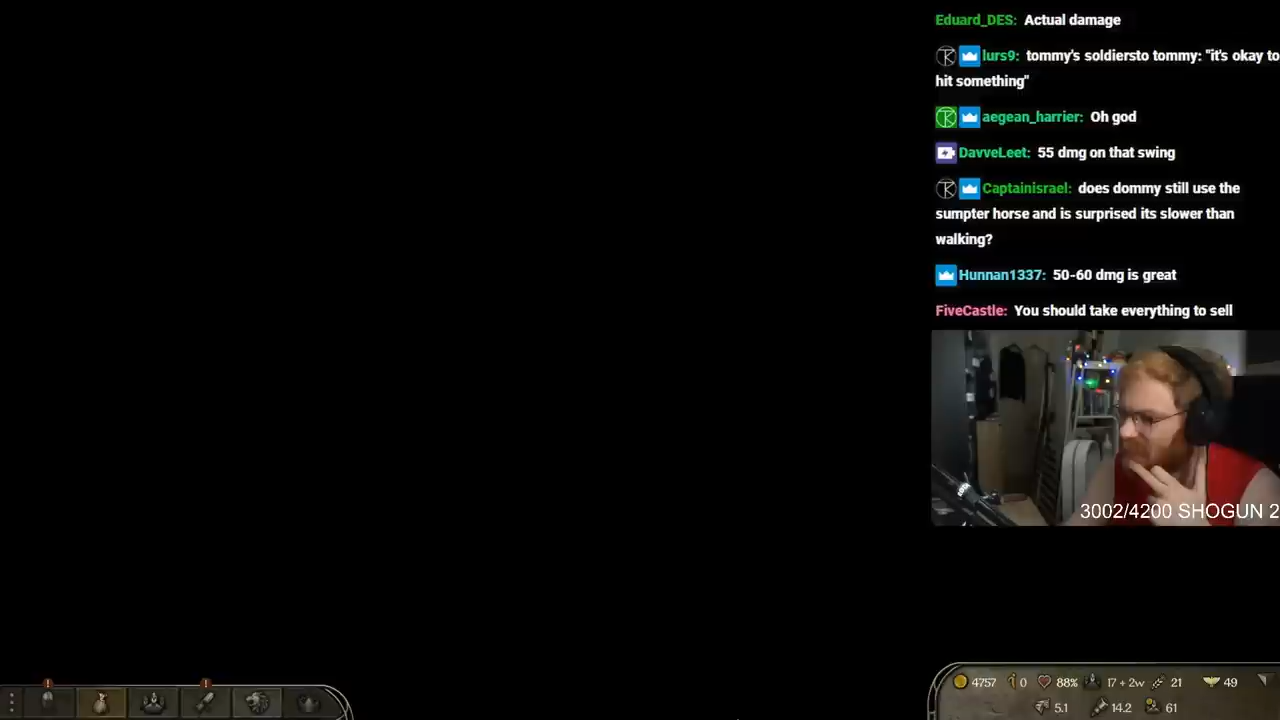 Eduard_DES: Actual damage
lurs9: tommy's soldiersto tommy: "it's okay to
hit something"
aegean_harrier: Oh god
DavveLeet: 55 dmg on that swing
Captainisrael: does dommy still use the
sumpter horse and is surprised its slower than
walking?
Hunnan1337: 50-60 dmg is great
FiveCastle: You should take everything to sell
3002/4200 SHOGUN 2
4757 0 88% 17 + 2w 21 49
5.1 14.2 61